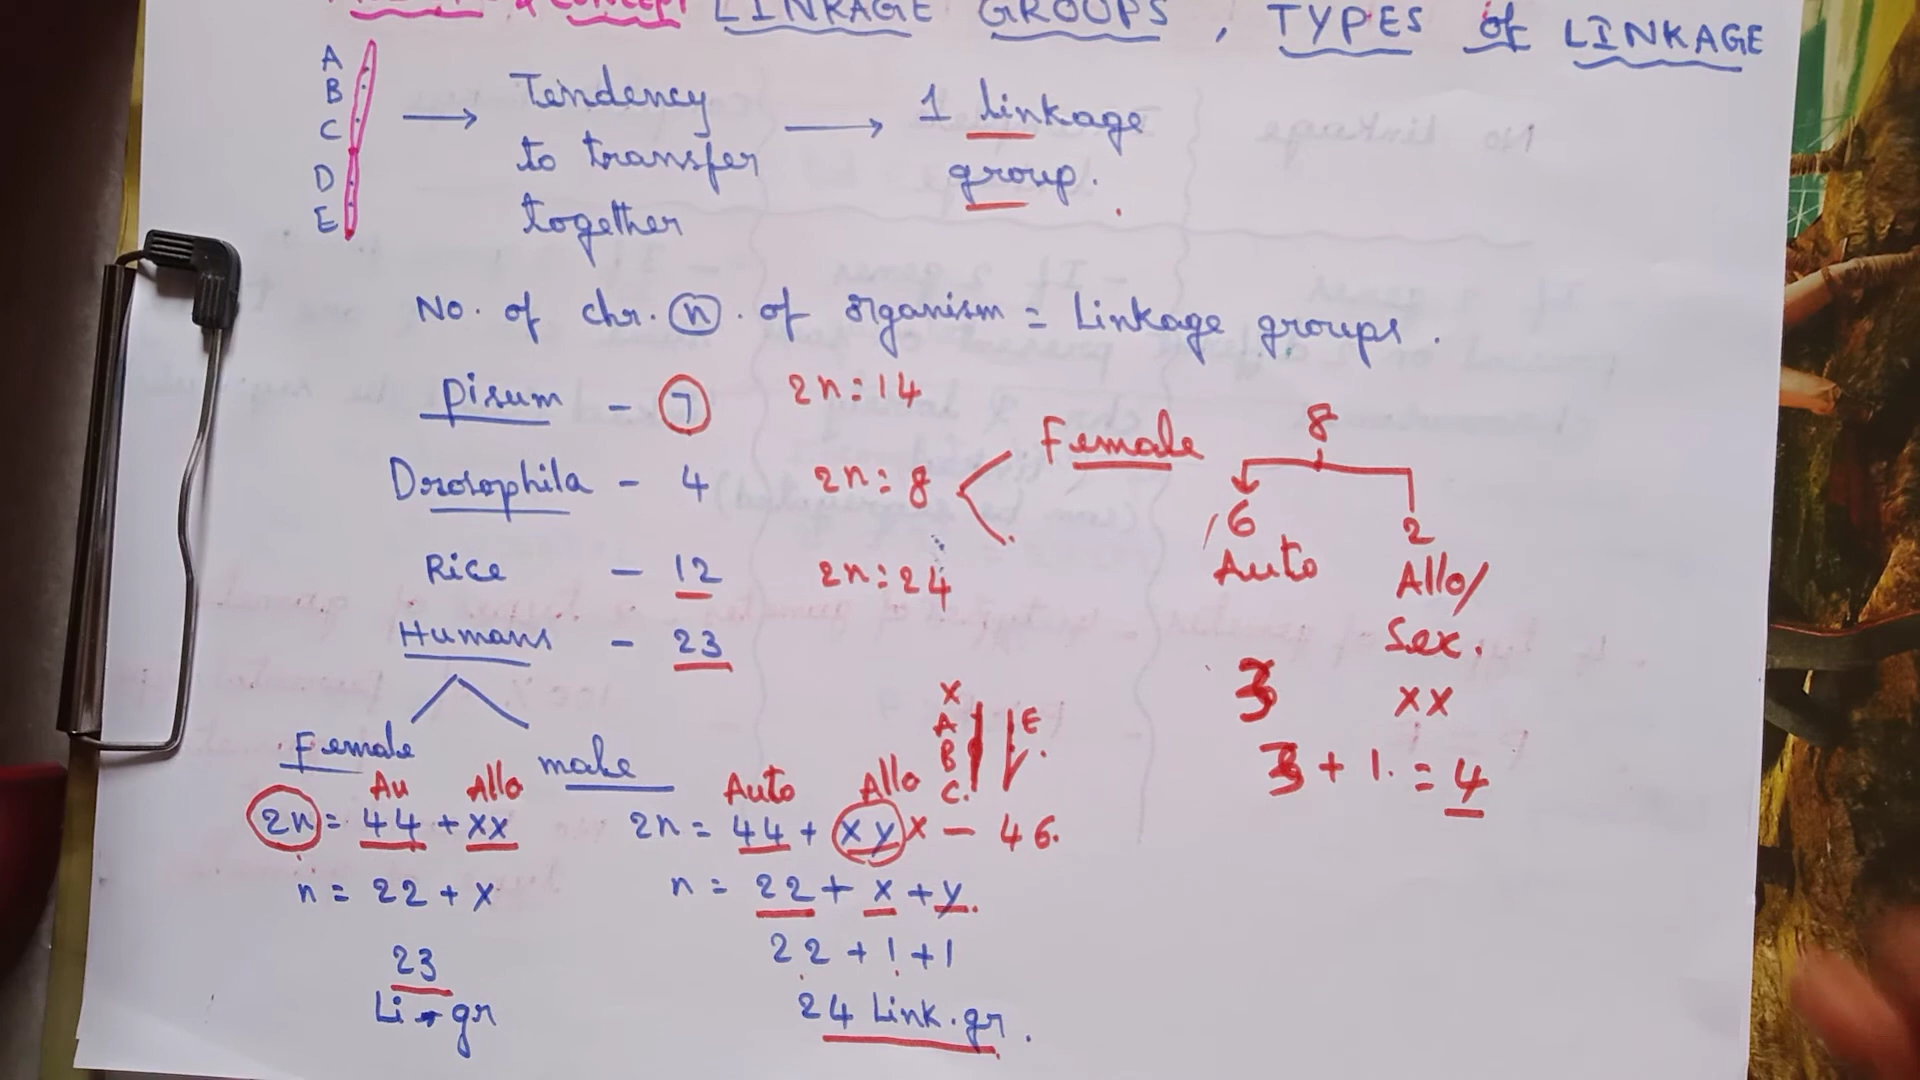 & CONCEPT LINKAGE GROUPS, TYPES of LINKAGE
A
B
C
D
E
→ Tendency to transfer together → 1 linkage group.
No. of chr. n. of organism = Linkage groups.
Pisum - 7 2n = 14
Drosophila - 4 2n = 8
Rice - 12 2n = 24
Humans - 23
Female
8
6 Auto
2 Allo/ Sex.
3 XX
3 + 1. = 4
Female
Au Allo
2n = 44 + XX
n = 22 + X
23
Li - gr
male
Auto Allo
2n = 44 + XY X - 46.
n = 22 + X + Y.
22 + 1 + 1
24 Link. gr.
X
A
B
C.
E